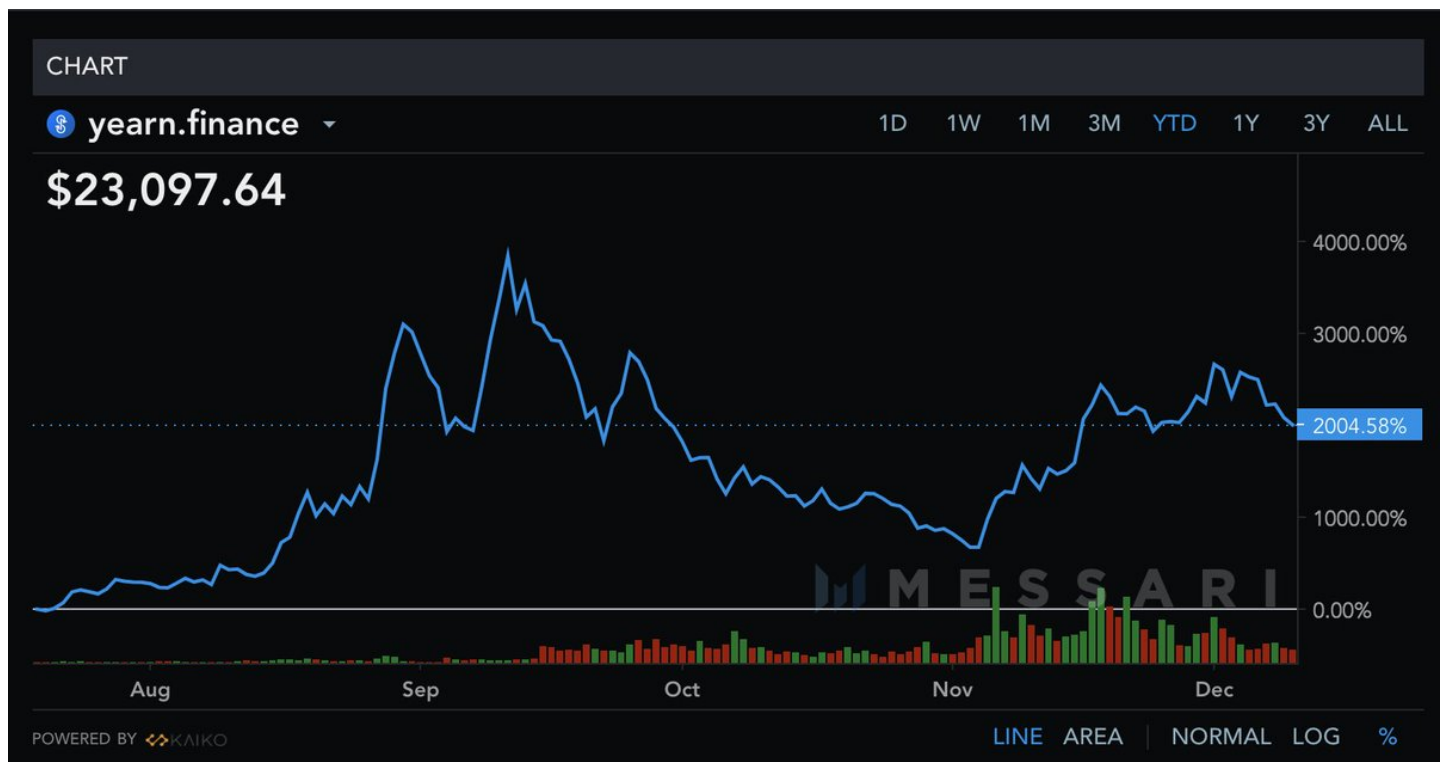 CHART
yearn.finance 1D 1W 1M 3M YTD 1Y 3Y ALL
$23,097.64
4000.00%
3000.00%
2004.58%
1000.00%
MESSARI
0.00%
Aug Sep Oct Nov Dec
POWERED BY KAIKO LINE AREA NORMAL LOG %